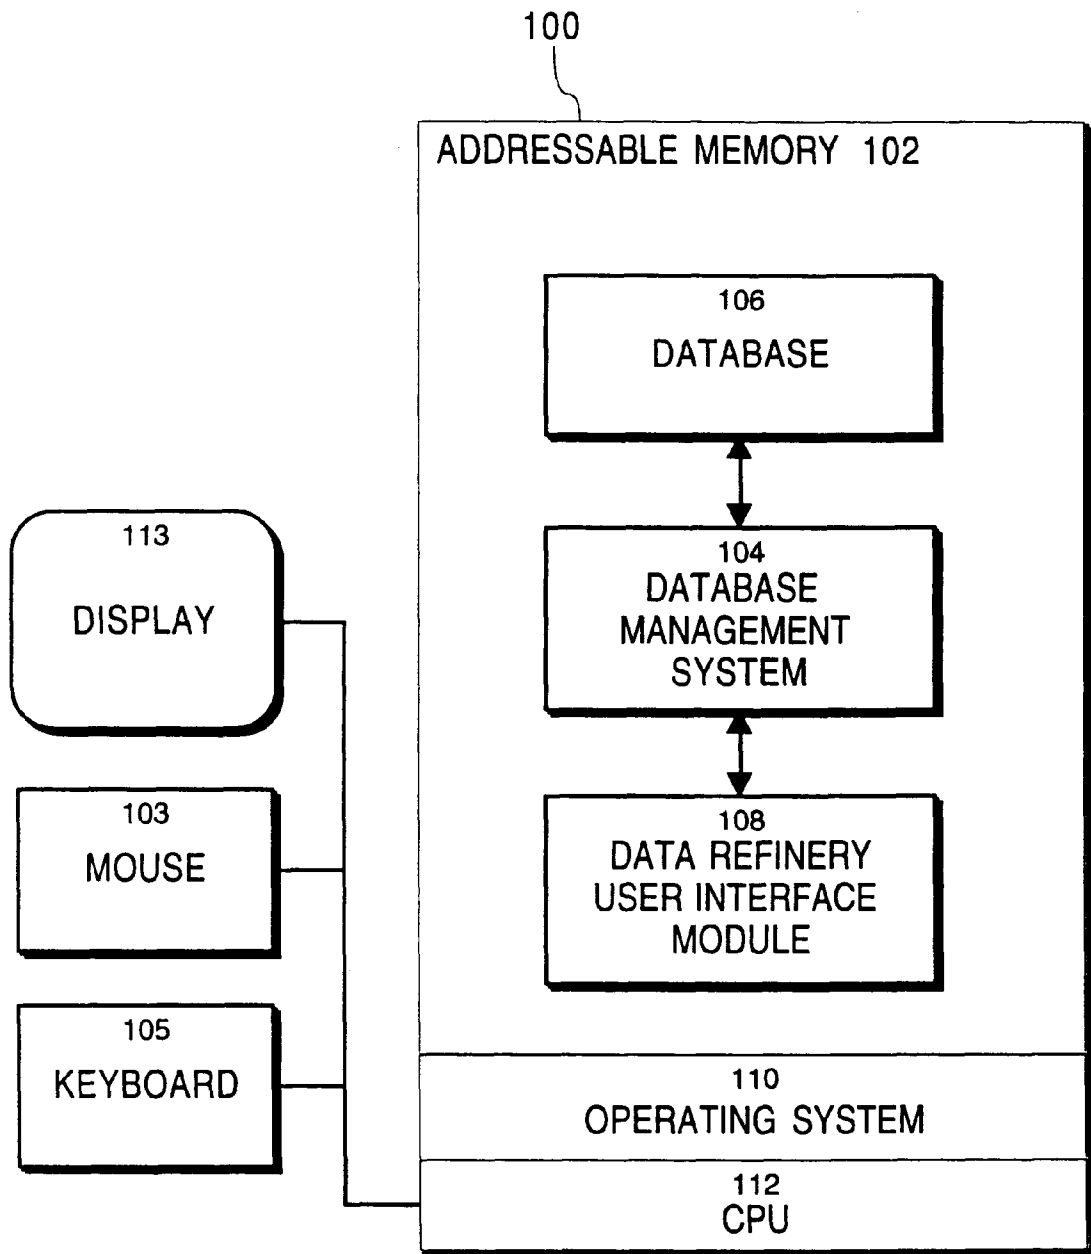 100
ADDRESSABLE MEMORY 102
106
DATABASE
104
DATABASE
MANAGEMENT
SYSTEM
108
DATA REFINERY
USER INTERFACE
MODULE
113
DISPLAY
103
MOUSE
105
KEYBOARD
110
OPERATING SYSTEM
112
CPU